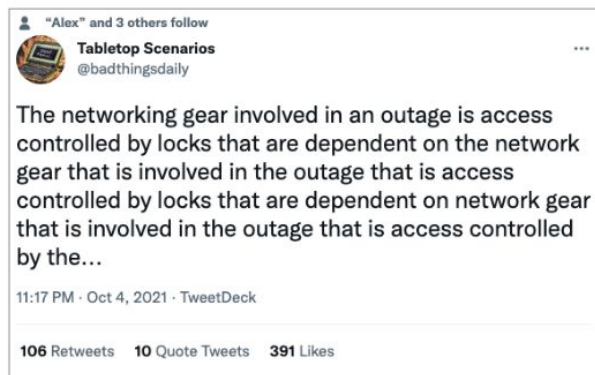 “Alex” and 3 others follow
Tabletop Scenarios
@badthingsdaily
The networking gear involved in an outage is access
controlled by locks that are dependent on the network
gear that is involved in the outage that is access
controlled by locks that are dependent on network gear
that is involved in the outage that is access controlled
by the...
11:17 PM · Oct 4, 2021 · TweetDeck
106 Retweets 10 Quote Tweets 391 Likes